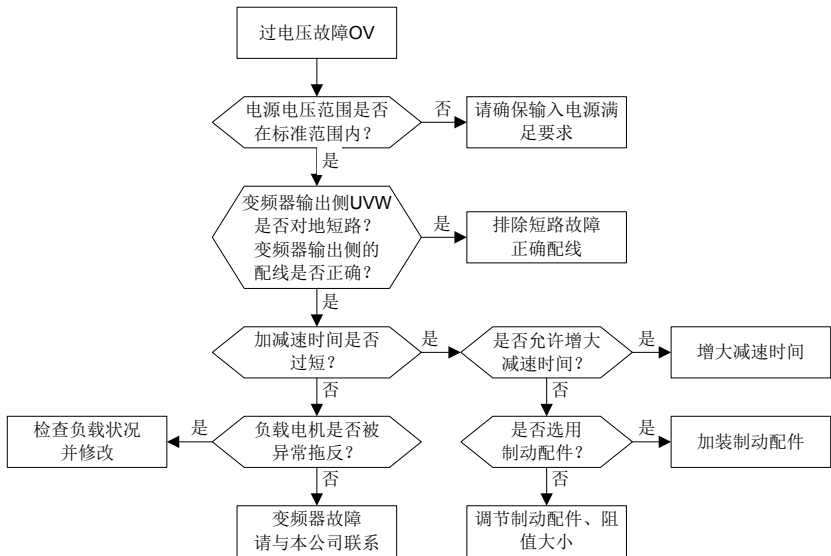 过电压故障OV
电源电压范围是否
在标准范围内？
否
请确保输入电源满
足要求
是
变频器输出侧UVW
是否对地短路？
变频器输出侧的
配线是否正确？
是
排除短路故障
正确配线
是
加减速时间是否
过短？
是
是否允许增大
减速时间？
是
增大减速时间
否
否
检查负载状况
并修改
是
负载电机是否被
异常拖反？
是否选用
制动配件？
是
加装制动配件
否
否
变频器故障
请与本公司联系
调节制动配件、阻
值大小